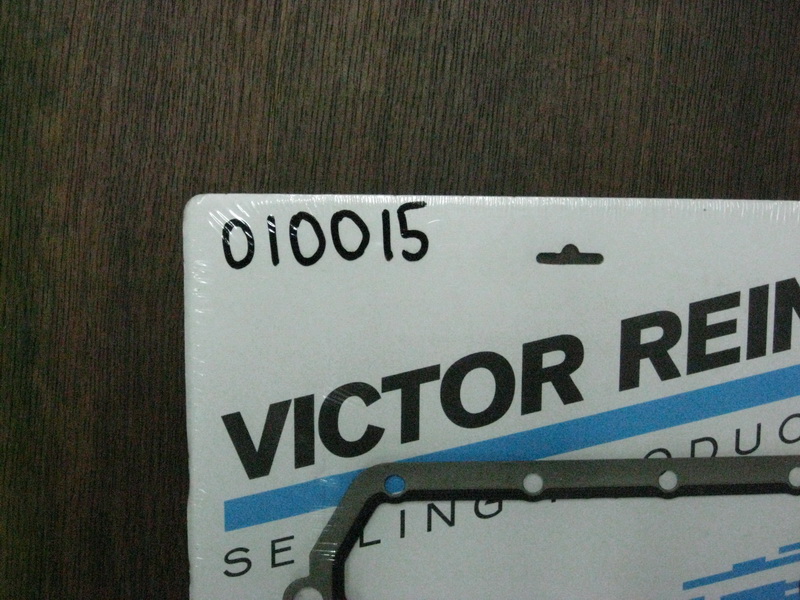 010015
VICTOR REIN
SEALING PRODUC